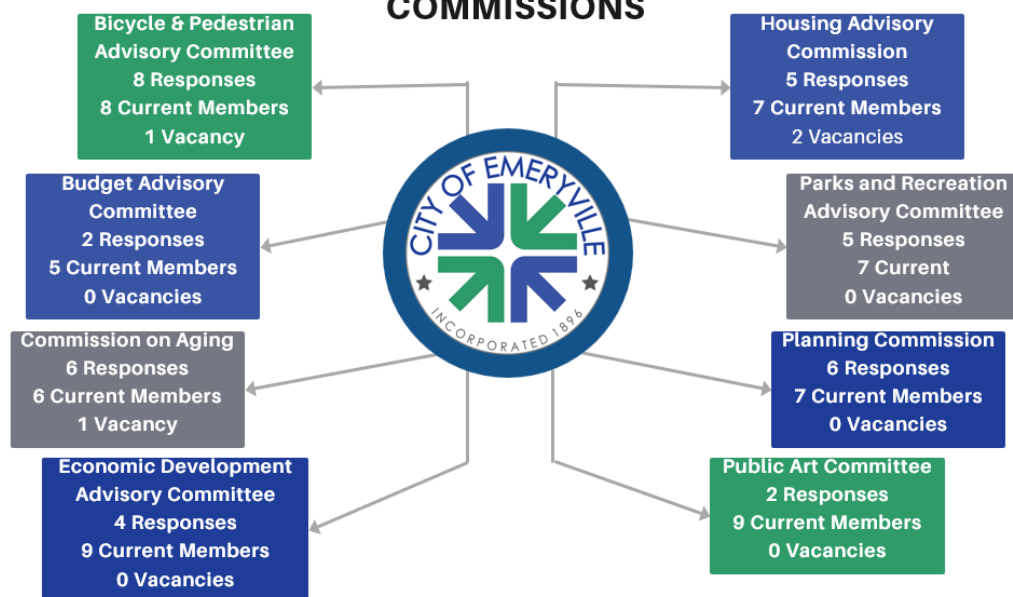 COMMISSIONS
Bicycle & Pedestrian
Advisory Committee
8 Responses
8 Current Members
1 Vacancy
Housing Advisory
Commission
5 Responses
7 Current Members
2 Vacancies
Budget Advisory
Committee
2 Responses
5 Current Members
0 Vacancies
CITY OF EMERYVILLE
INCORPORATED 1896
Parks and Recreation
Advisory Committee
5 Responses
7 Current
0 Vacancies
Commission on Aging
6 Responses
6 Current Members
1 Vacancy
Planning Commission
6 Responses
7 Current Members
0 Vacancies
Economic Development
Advisory Committee
4 Responses
9 Current Members
0 Vacancies
Public Art Committee
2 Responses
9 Current Members
0 Vacancies